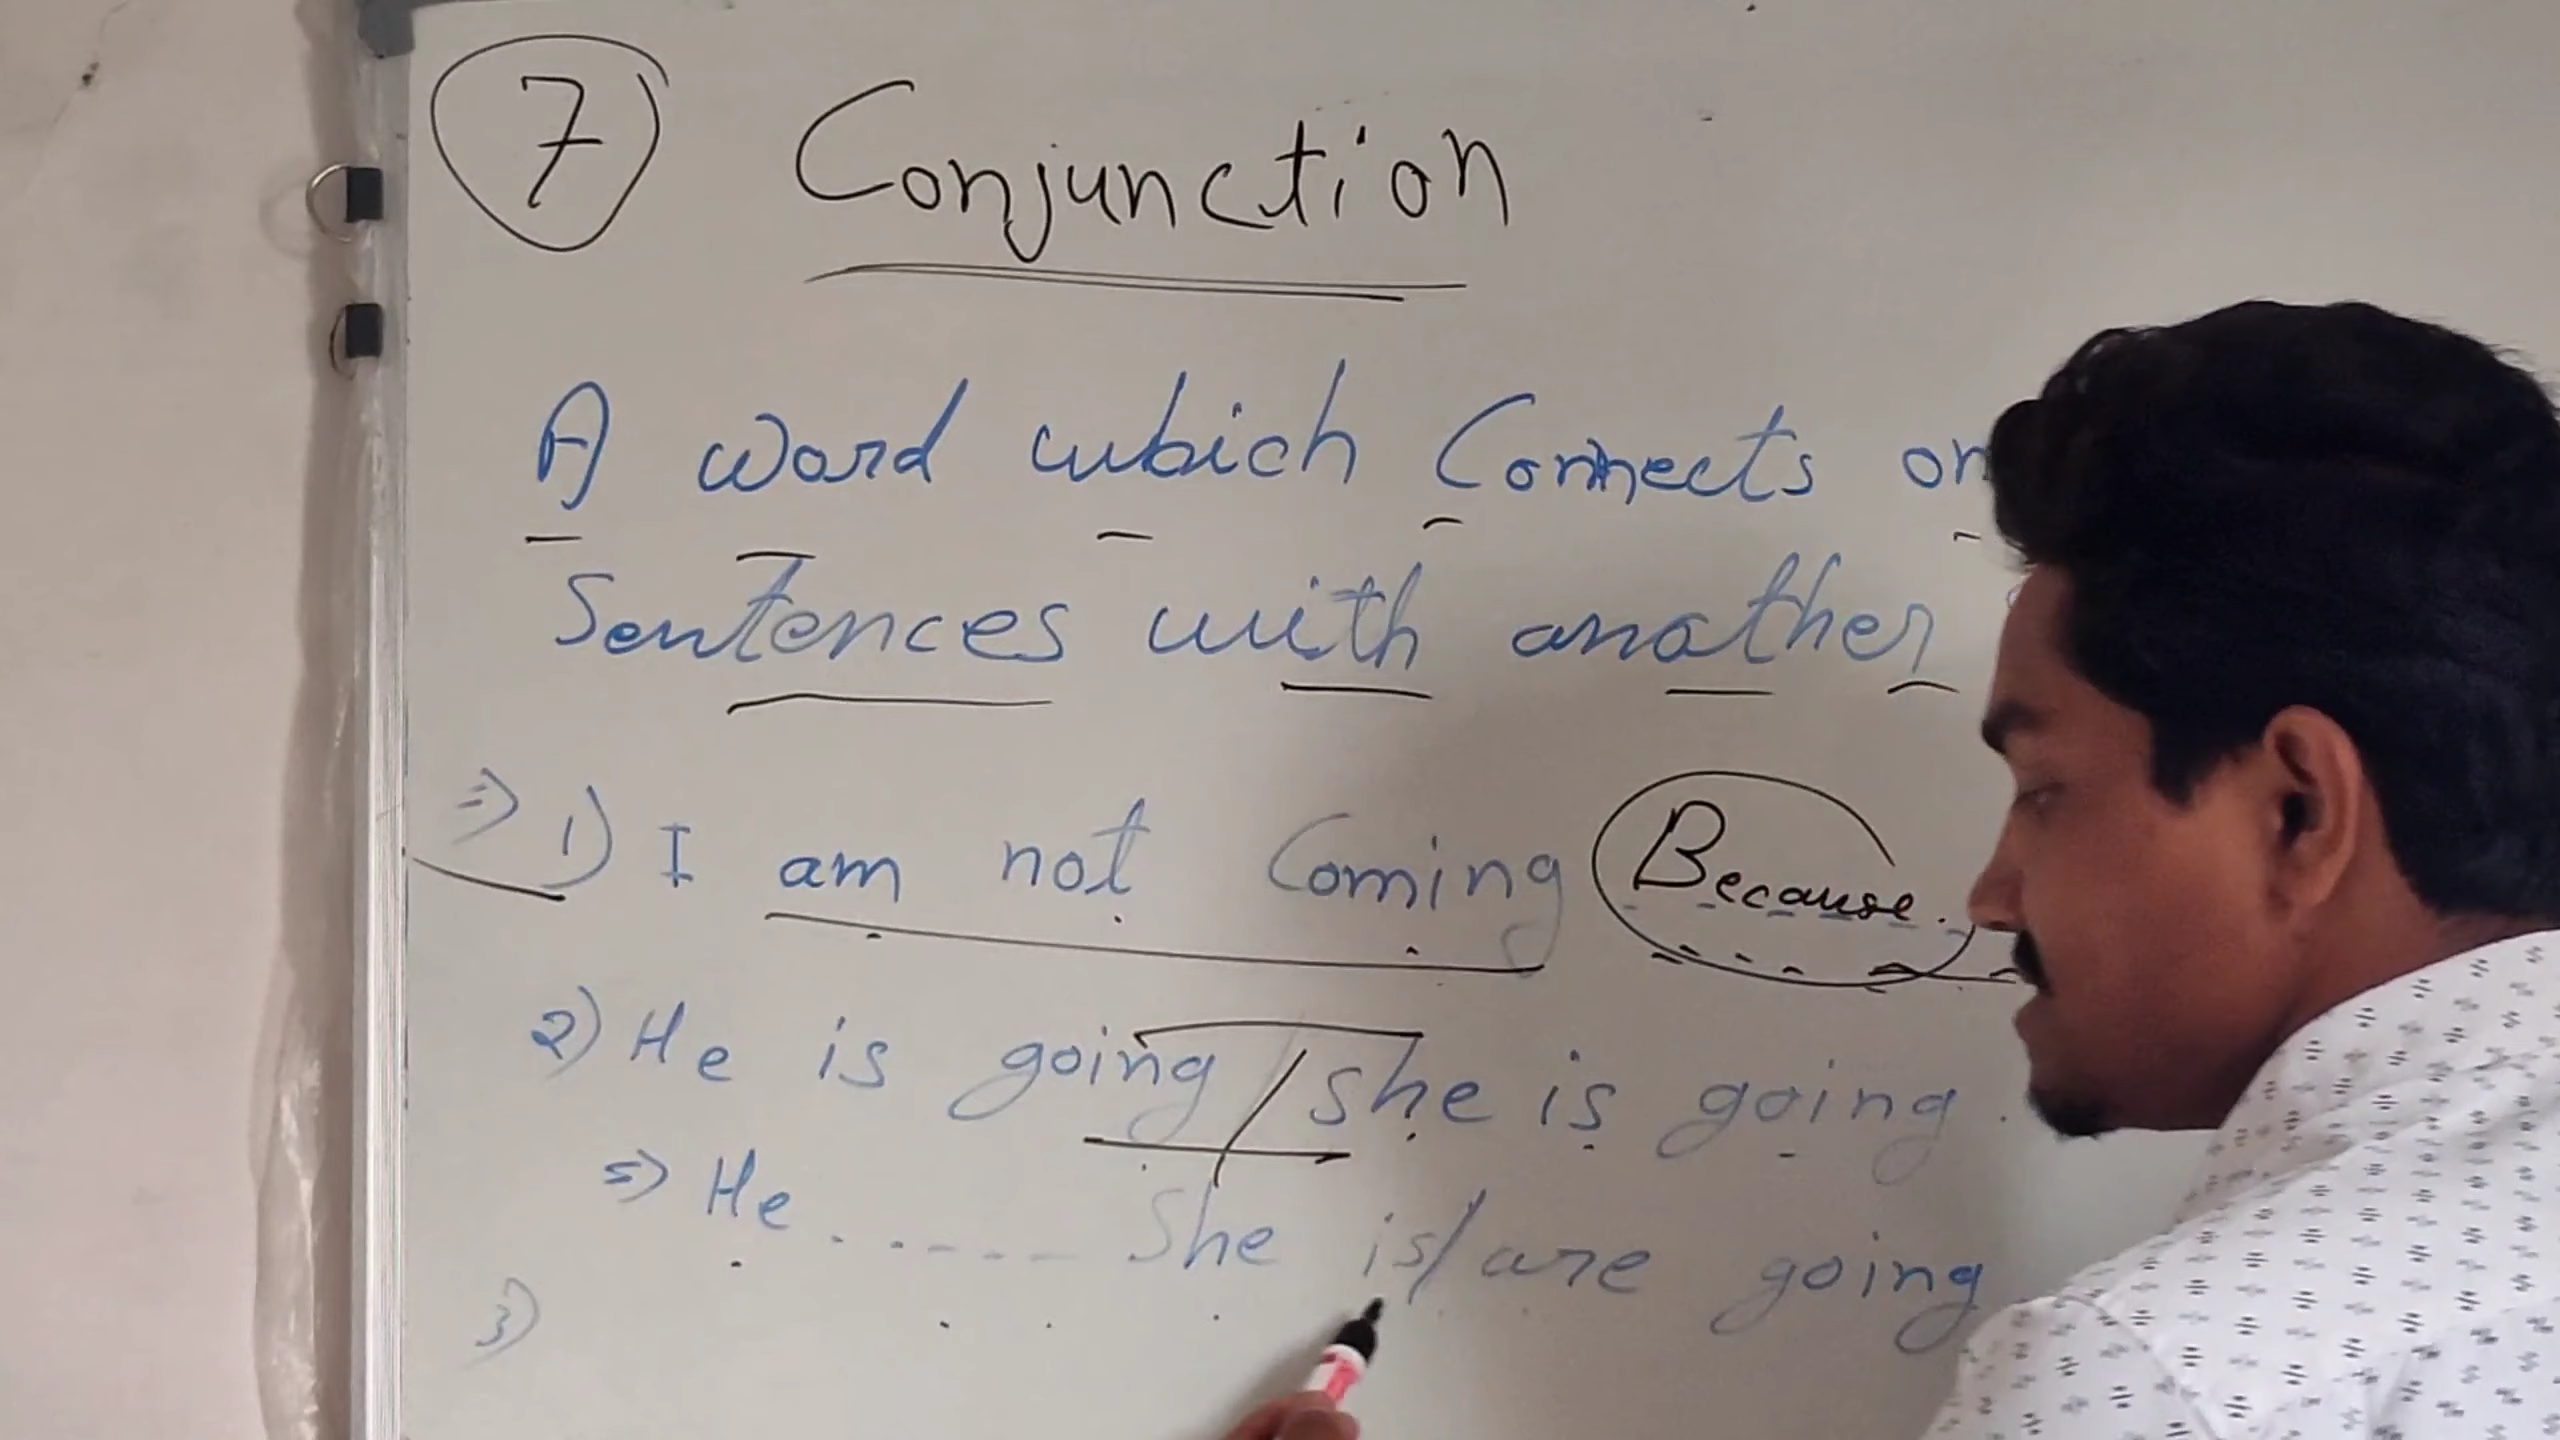 7 Conjunction
A word which Connects
Sentences with another
=> 1) I am not Coming Because.
2) He is going / she is going.
=> He ...---- She is/are going
3)